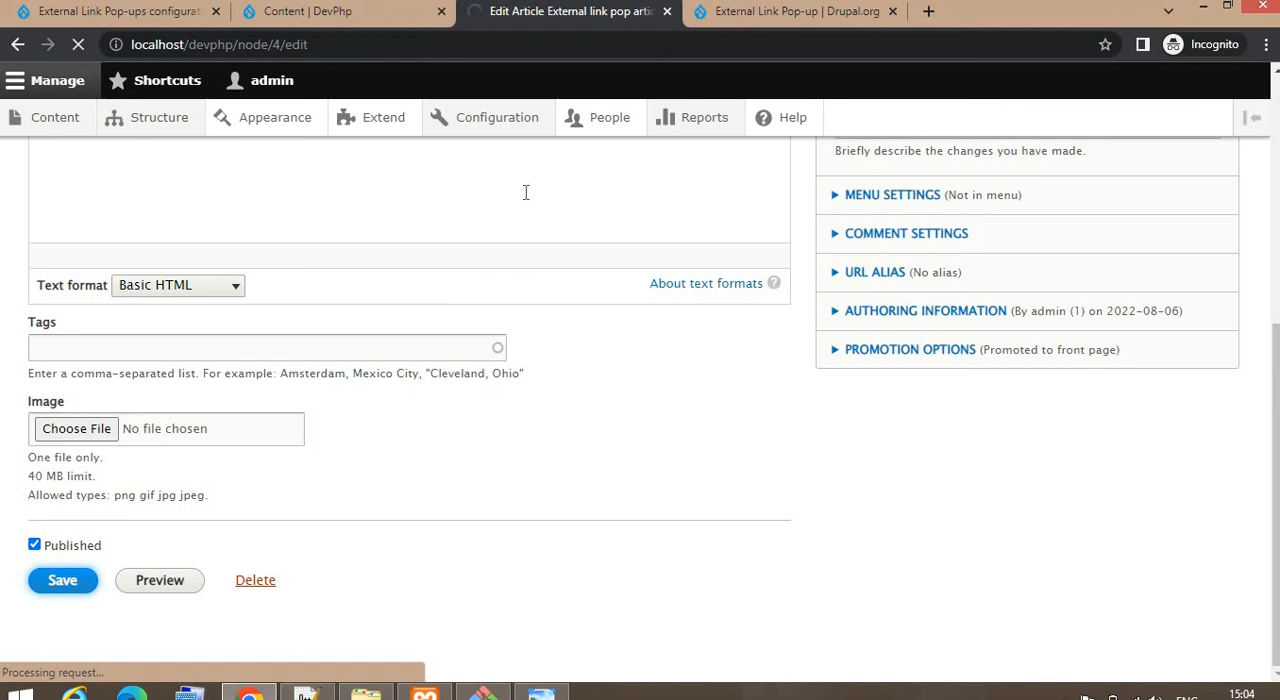 External Link Pop-ups configurat
Content | DevPhp
Edit Article External link pop artic
External Link Pop-up | Drupal.org
localhost/devphp/node/4/edit
Incognito
Manage
Shortcuts
admin
Content
Structure
Appearance
Extend
Configuration
People
Reports
Help
Briefly describe the changes you have made.
MENU SETTINGS (Not in menu)
COMMENT SETTINGS
URL ALIAS (No alias)
AUTHORING INFORMATION (By admin (1) on 2022-08-06)
PROMOTION OPTIONS (Promoted to front page)
Text format Basic HTML
About text formats ?
Tags
Enter a comma-separated list. For example: Amsterdam, Mexico City, "Cleveland, Ohio"
Image
Choose File No file chosen
One file only.
40 MB limit.
Allowed types: png gif jpg jpeg.
Published
Save
Preview
Delete
Processing request...
15:04